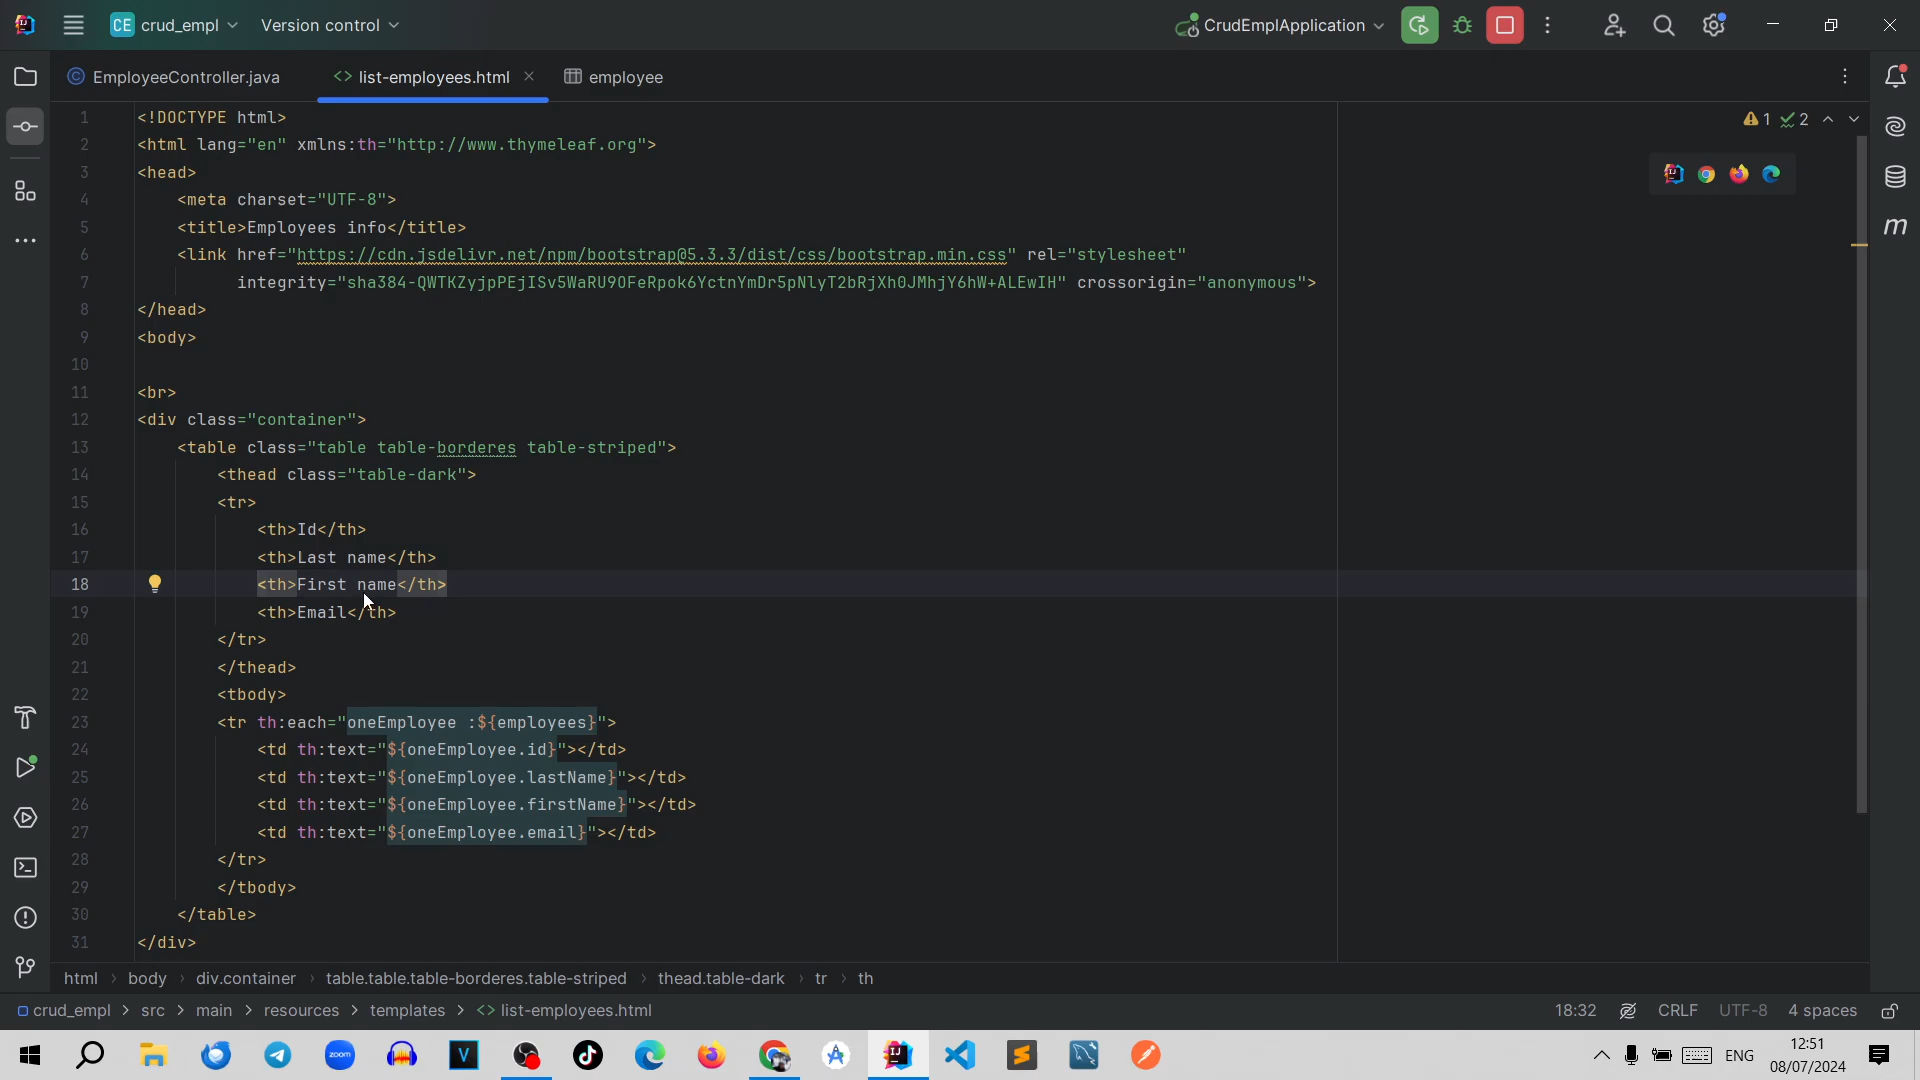 CE crud_empl Version control CrudEmplApplication
EmployeeController.java list-employees.html employee
1 <!DOCTYPE html>
2 <html lang="en" xmlns:th="http://www.thymeleaf.org">
3 <head>
4 <meta charset="UTF-8">
5 <title>Employees info</title>
6 <link href="https://cdn.jsdelivr.net/npm/bootstrap@5.3.3/dist/css/bootstrap.min.css" rel="stylesheet"
7 integrity="sha384-QWTKZyjpPEjISv5WaRU9OFeRpok6YctnYmDr5pNlyT2bRjXh0JMhjY6hW+ALEwIH" crossorigin="anonymous">
8 </head>
9 <body>
10
11 <br>
12 <div class="container">
13 <table class="table table-borderes table-striped">
14 <thead class="table-dark">
15 <tr>
16 <th>Id</th>
17 <th>Last name</th>
18 <th>First name</th>
19 <th>Email</th>
20 </tr>
21 </thead>
22 <tbody>
23 <tr th:each="oneEmployee :${employees}">
24 <td th:text="${oneEmployee.id}"></td>
25 <td th:text="${oneEmployee.lastName}"></td>
26 <td th:text="${oneEmployee.firstName}"></td>
27 <td th:text="${oneEmployee.email}"></td>
28 </tr>
29 </tbody>
30 </table>
31 </div>
1 2
html › body › div.container › table.table.table-borderes.table-striped › thead.table-dark › tr › th
crud_empl > src > main > resources > templates > list-employees.html 18:32 CRLF UTF-8 4 spaces
zoom V ENG 12:51
08/07/2024